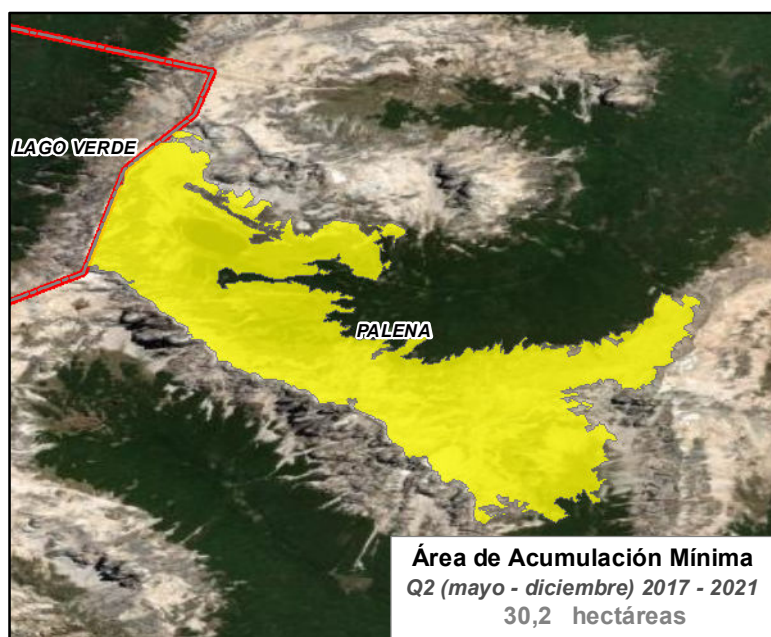 LAGO VERDE
PALENA
Área de Acumulación Mínima
Q2 (mayo - diciembre) 2017 - 2021
30,2 hectáreas